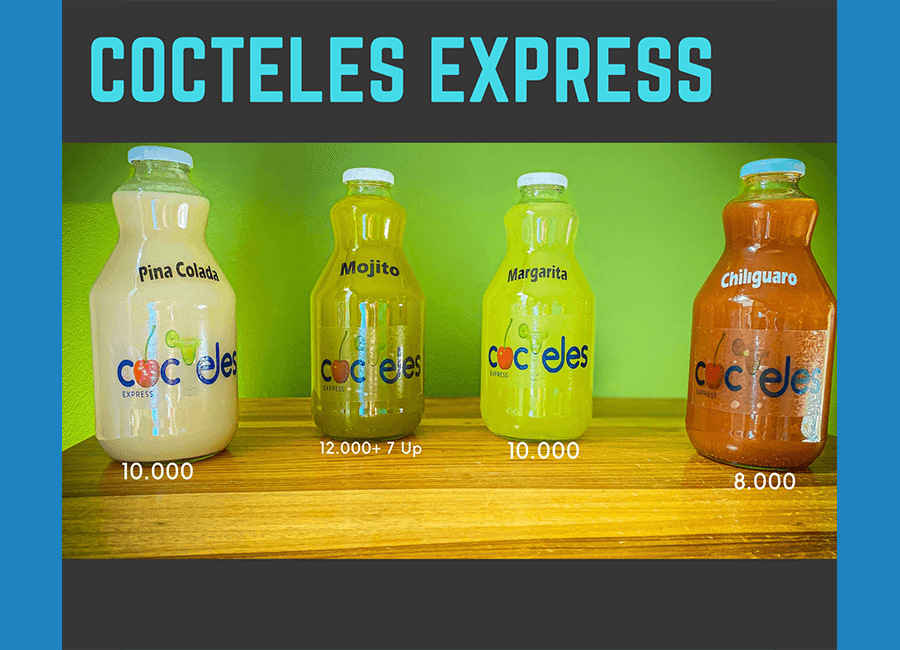 COCTELES EXPRESS
Pina Colada
Mojito
Margarita
Chiliguaro
cocteles
EXPRESS
cocteles
EXPRESS
cocteles
EXPRESS
cocteles
EXPRESS
10.000
12.000+ 7 Up
10.000
8.000